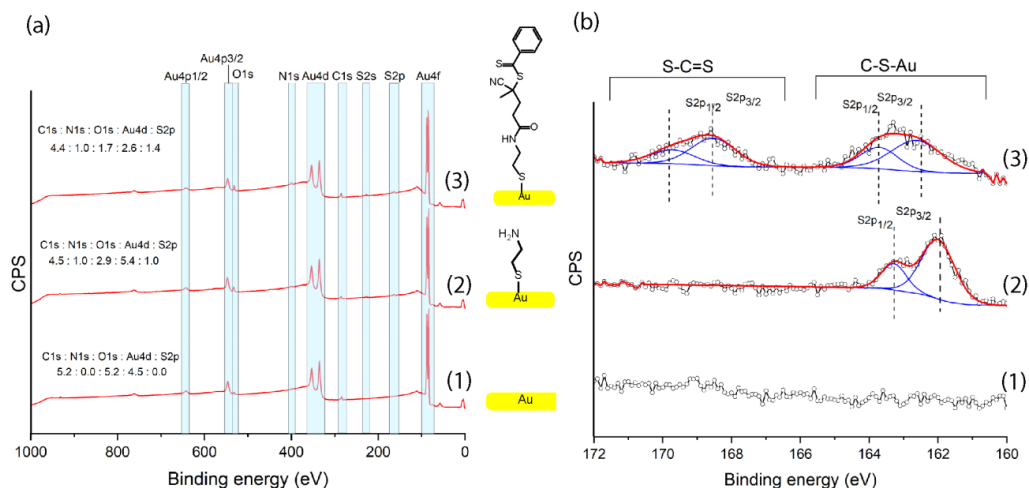 (a)
Au4p3/2
Au4p1/2
O1s
N1s
Au4d
C1s
S2s
S2p
Au4f
C1s : N1s : O1s : Au4d : S2p
4.4 : 1.0 : 1.7 : 2.6 : 1.4
(3)
C1s : N1s : O1s : Au4d : S2p
4.5 : 1.0 : 2.9 : 5.4 : 1.0
(2)
C1s : N1s : O1s : Au4d : S2p
5.2 : 0.0 : 5.2 : 4.5 : 0.0
(1)
CPS
1000 800 600 400 200 0
Binding energy (eV)
S
S
NC
O
N
H
S
Au
H2N
S
Au
Au
(b)
S-C=S
C-S-Au
S2p1/2
S2p3/2
S2p1/2
S2p3/2
(3)
S2p1/2
S2p3/2
(2)
(1)
CPS
172 170 168 166 164 162 160
Binding energy (eV)